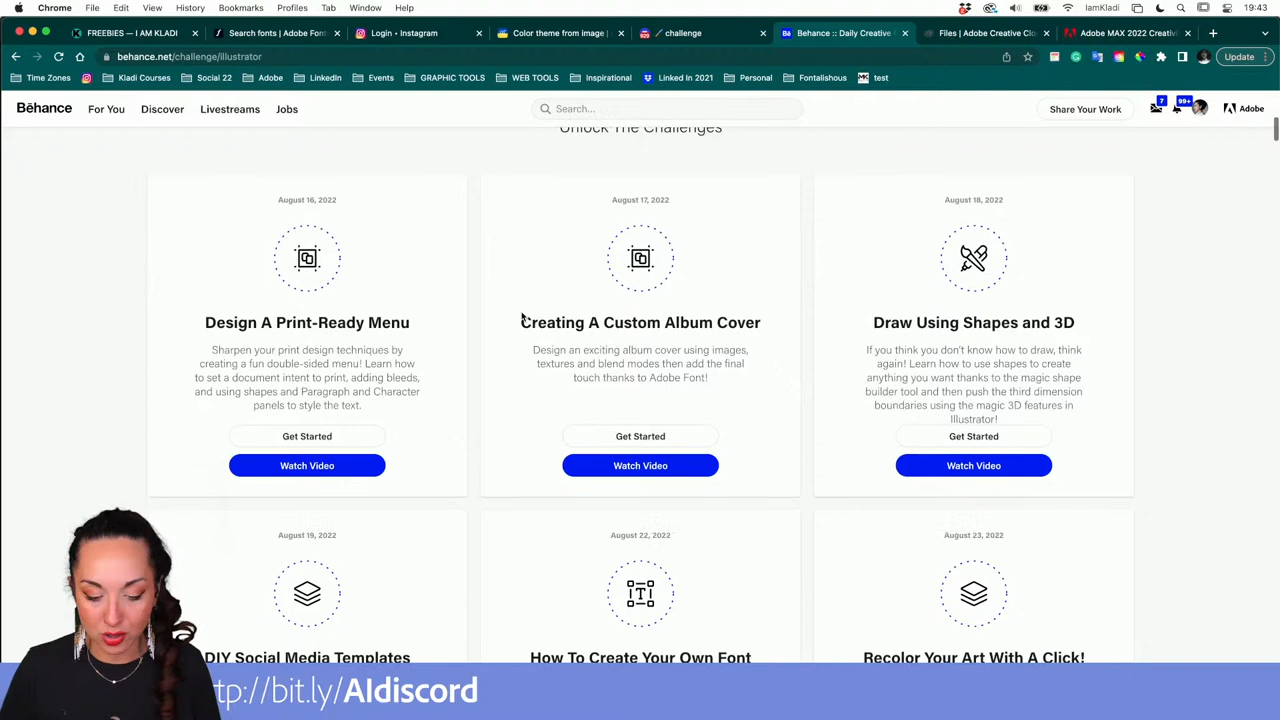 Chrome File Edit View History Bookmarks Profiles Tab Window Help IamKladi 19:43
FREEBIES — I AM KLADI Search fonts | Adobe Font Login • Instagram Color theme from image | challenge Behance :: Daily Creative Files | Adobe Creative Clo Adobe MAX 2022 Creativi
behance.net/challenge/illustrator Update
Time Zones Kladi Courses Social 22 Adobe LinkedIn Events GRAPHIC TOOLS WEB TOOLS Inspirational Linked In 2021 Personal Fontalishous test
Bēhance For You Discover Livestreams Jobs Search... Share Your Work 7 99+ Adobe
Unlock The Challenges
August 16, 2022
Design A Print-Ready Menu
Sharpen your print design techniques by
creating a fun double-sided menu! Learn how
to set a document intent to print, adding bleeds,
and using shapes and Paragraph and Character
panels to style the text.
Get Started
Watch Video
August 17, 2022
Creating A Custom Album Cover
Design an exciting album cover using images,
textures and blend modes then add the final
touch thanks to Adobe Font!
Get Started
Watch Video
August 18, 2022
Draw Using Shapes and 3D
If you think you don't know how to draw, think
again! Learn how to use shapes to create
anything you want thanks to the magic shape
builder tool and then push the third dimension
boundaries using the magic 3D features in
Illustrator!
Get Started
Watch Video
August 19, 2022
DIY Social Media Templates
August 22, 2022
How To Create Your Own Font
August 23, 2022
Recolor Your Art With A Click!
tp://bit.ly/AIdiscord